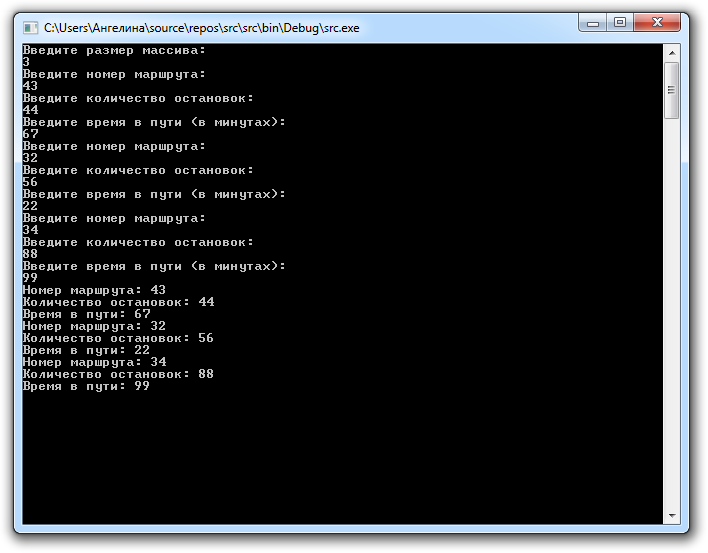 C:\Users\Ангелина\source\repos\src\src\bin\Debug\src.exe
Введите размер массива:
3
Введите номер маршрута:
43
Введите количество остановок:
44
Введите время в пути (в минутах):
67
Введите номер маршрута:
32
Введите количество остановок:
56
Введите время в пути (в минутах):
22
Введите номер маршрута:
34
Введите количество остановок:
88
Введите время в пути (в минутах):
99
Номер маршрута: 43
Количество остановок: 44
Время в пути: 67
Номер маршрута: 32
Количество остановок: 56
Время в пути: 22
Номер маршрута: 34
Количество остановок: 88
Время в пути: 99